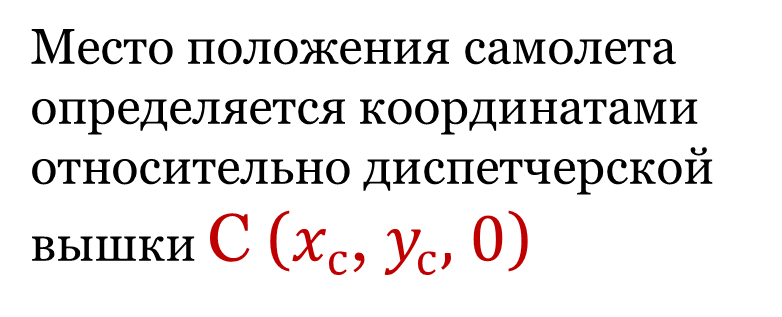 Место положения самолета
определяется координатами
относительно диспетчерской
вышки С (𝑥с, 𝑦с, 0)